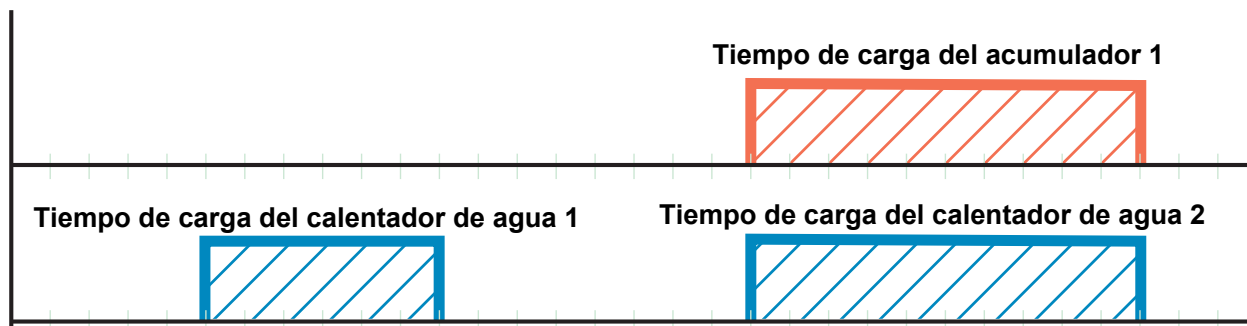 Tiempo de carga del acumulador 1
Tiempo de carga del calentador de agua 1
Tiempo de carga del calentador de agua 2